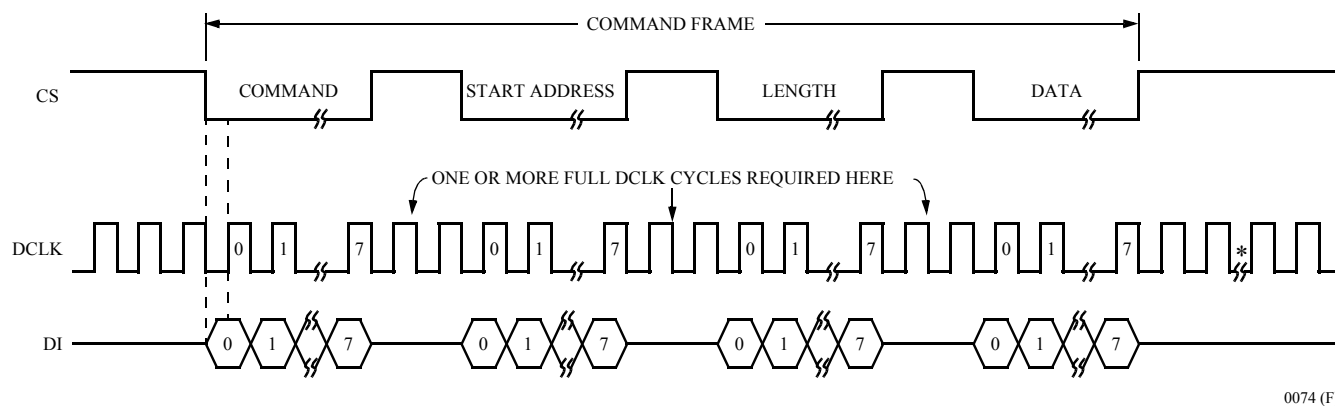 COMMAND FRAME
CS
COMMAND
START ADDRESS
LENGTH
DATA
ONE OR MORE FULL DCLK CYCLES REQUIRED HERE
DCLK
0 1 7 0 1 7 0 1 7 0 1 7 *
DI
0 1 7 0 1 7 0 1 7 0 1 7
0074 (F